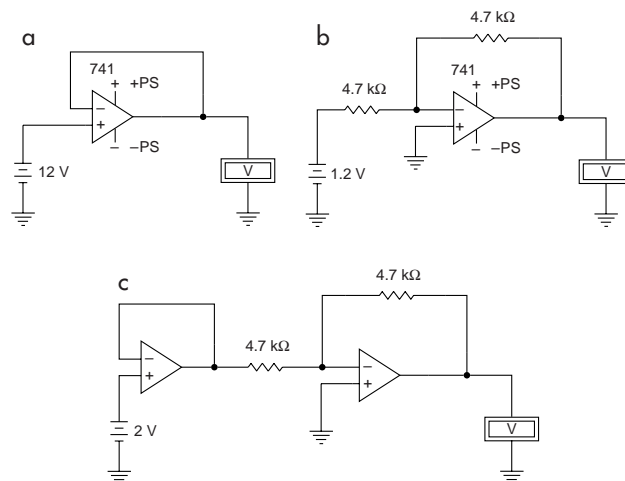 a
741
+ +PS
−
+
− −PS
12 V
V
b
4.7 kΩ
4.7 kΩ
741
+ +PS
−
+
− −PS
1.2 V
V
c
4.7 kΩ
4.7 kΩ
−
+
−
+
2 V
V